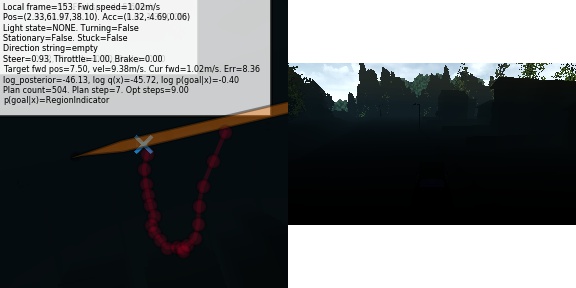 Local frame=153. Fwd speed=1.02m/s
Pos=(2.33,61.97,38.10). Acc=(1.32,-4.69,0.06)
Light state=NONE. Turning=False
Stationary=False. Stuck=False
Direction string=empty
Steer=0.93, Throttle=1.00, Brake=0.00
Target fwd pos=7.50, vel=9.38m/s. Cur fwd=1.02m/s. Err=8.36
log_posterior=-46.13, log q(x)=-45.72, log p(goal|x)=-0.40
Plan count=504. Plan step=7. Opt steps=9.00
p(goal|x)=RegionIndicator